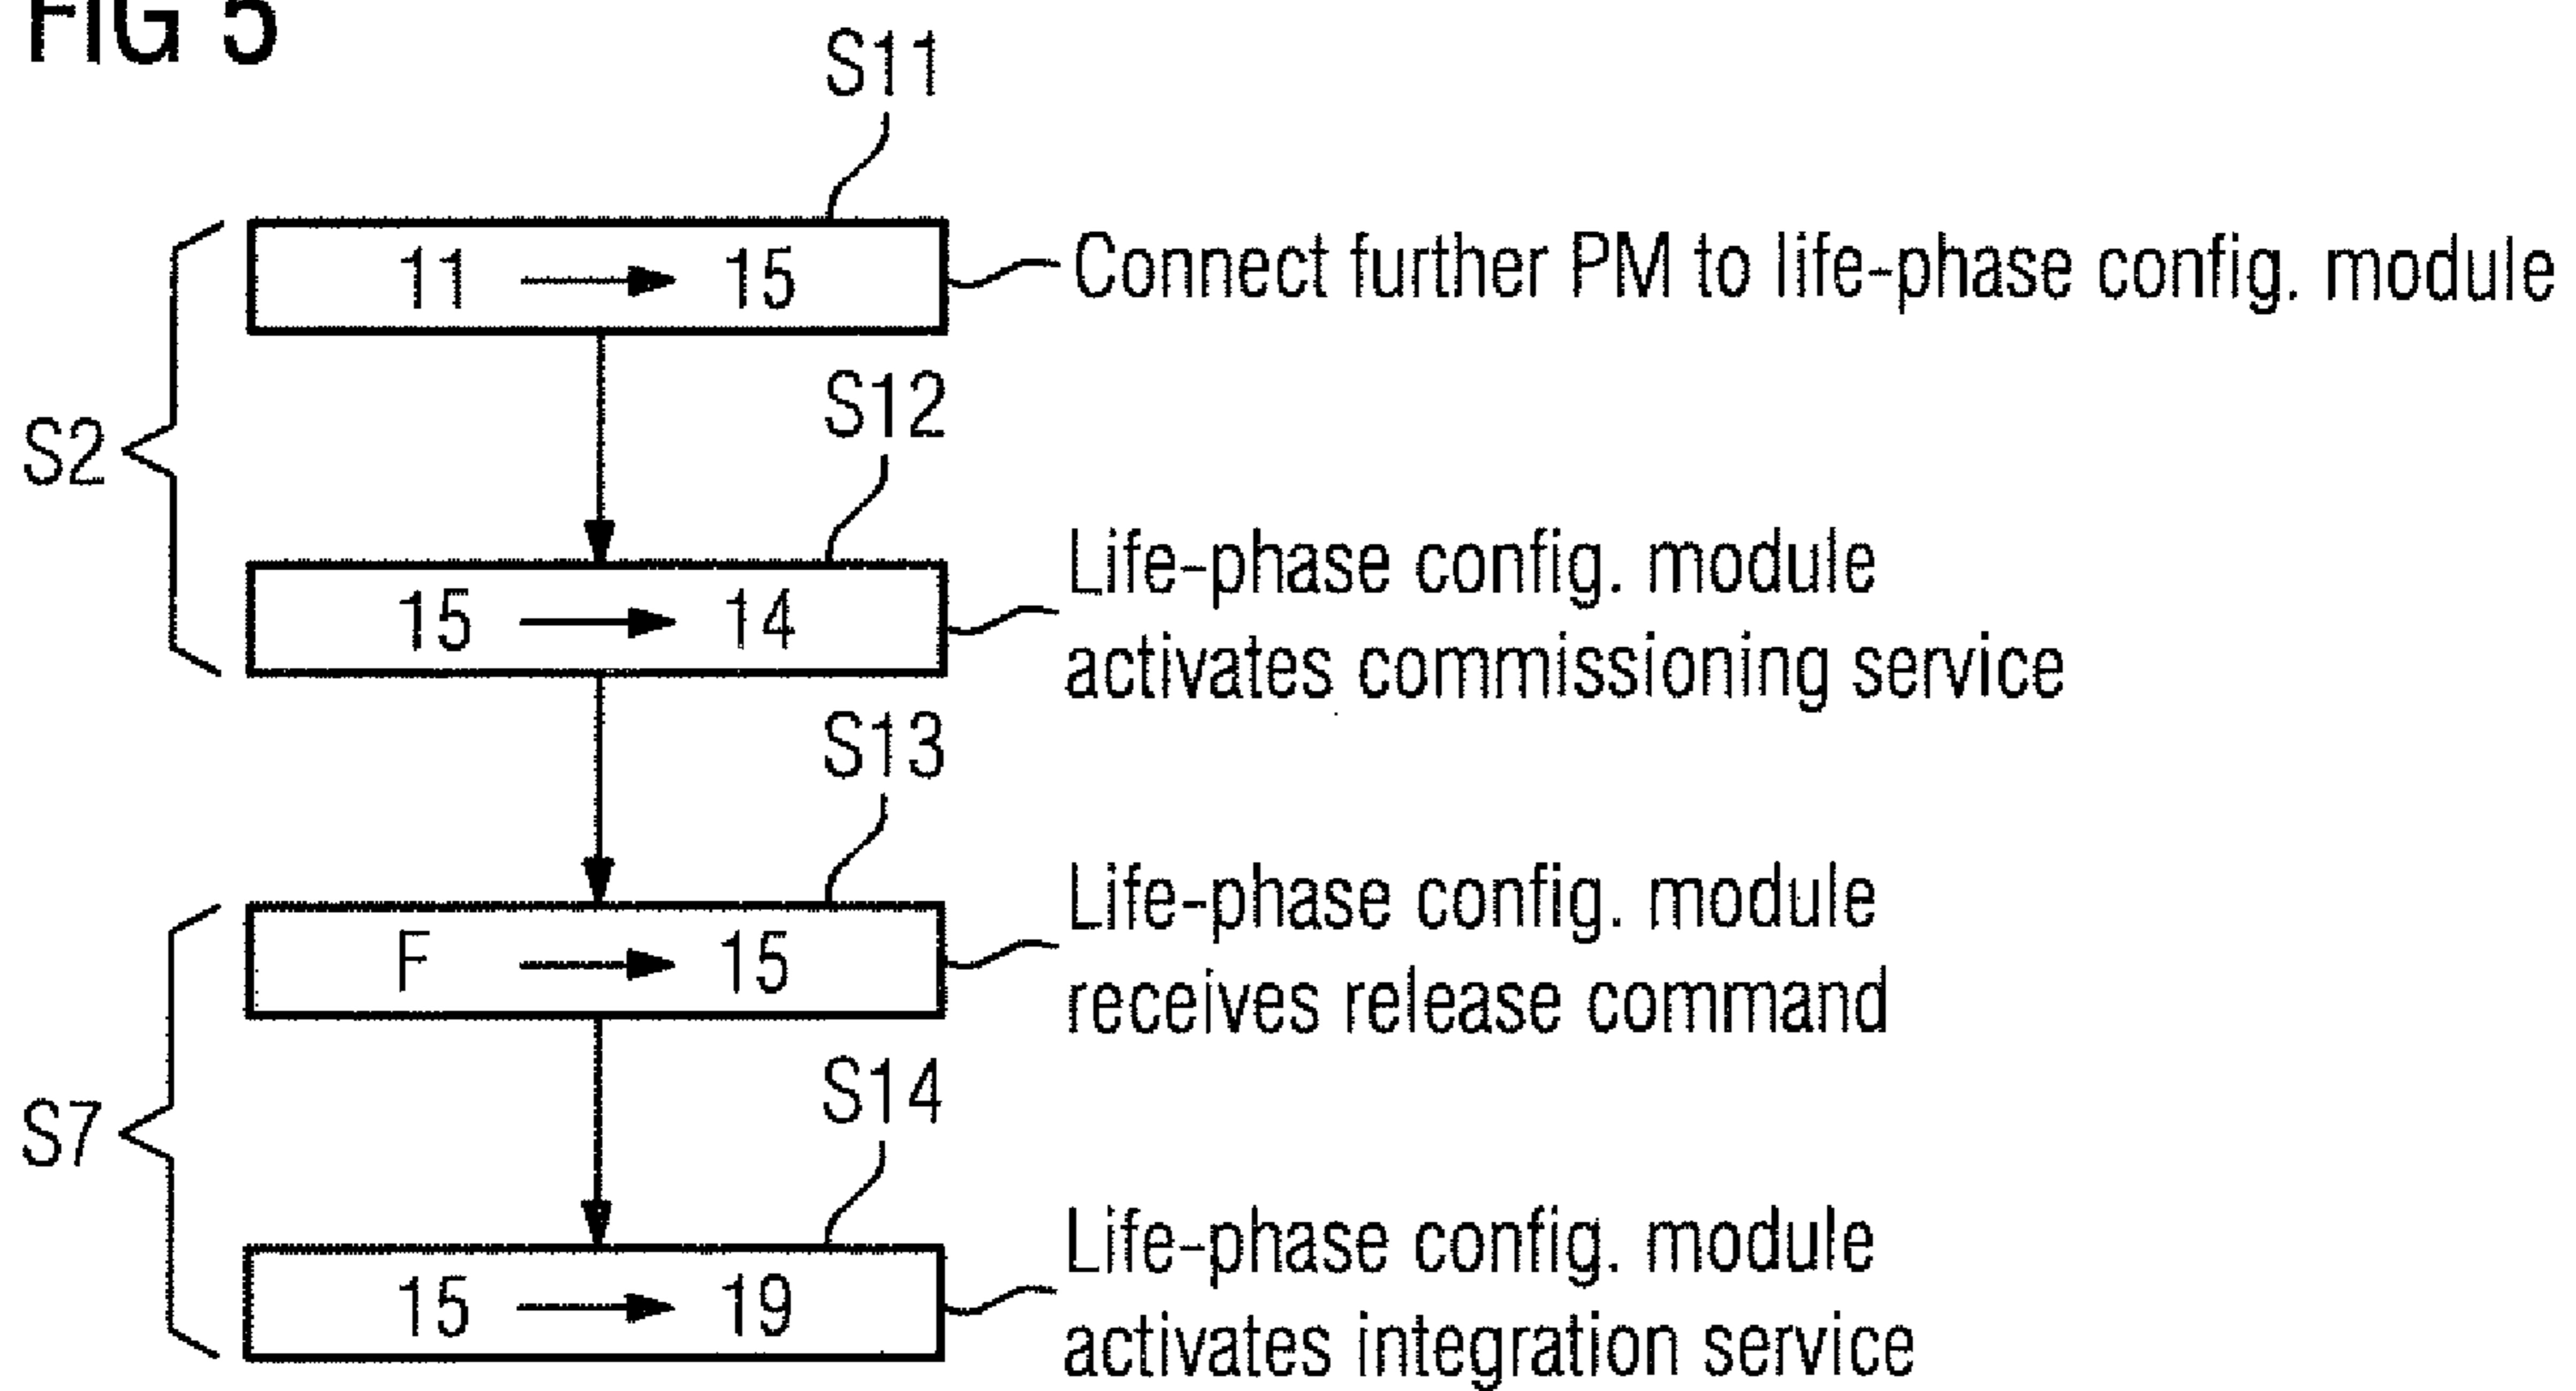 FIG 5
S11
11 15
Connect further PM to life-phase config. module
S2
S12
15 14
Life-phase config. module
activates commissioning service
S13
F 15
Life-phase config. module
receives release command
S7
S14
15 19
Life-phase config. module
activates integration service